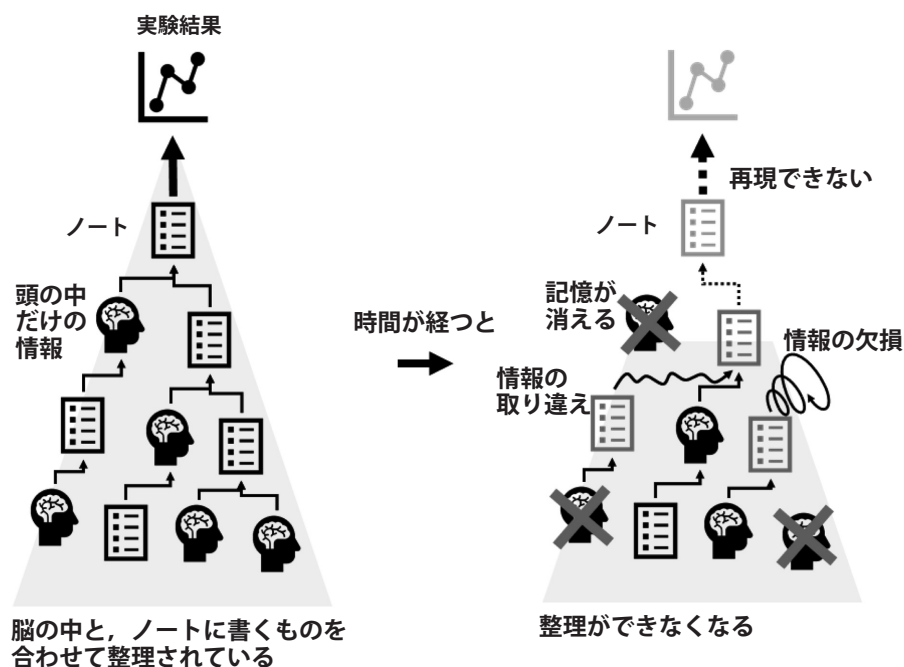 実験結果
ノート
頭の中
だけの
情報
脳の中と，ノートに書くものを
合わせて整理されている
時間が経つと
再現できない
ノート
記憶が
消える
情報の欠損
情報の
取り違え
整理ができなくなる